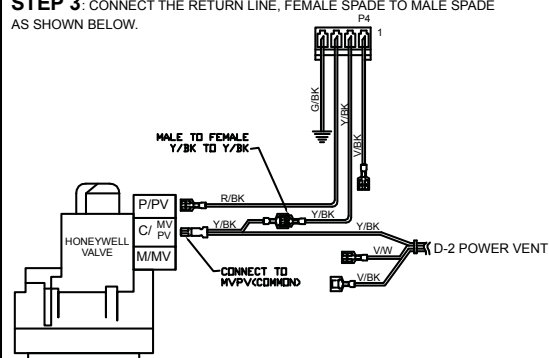 STEP 3: CONNECT THE RETURN LINE, FEMALE SPADE TO MALE SPADE
AS SHOWN BELOW.
P4
1
G/BK
Y/BK
V/BK
MALE TO FEMALE
Y/BK TO Y/BK
P/PV
R/BK
C/ MV
PV
Y/BK
Y/BK
Y/BK
HONEYWELL
VALVE
M/MV
V/W
D-2 POWER VENT
CONNECT TO
MVPV(COMMON)
V/BK